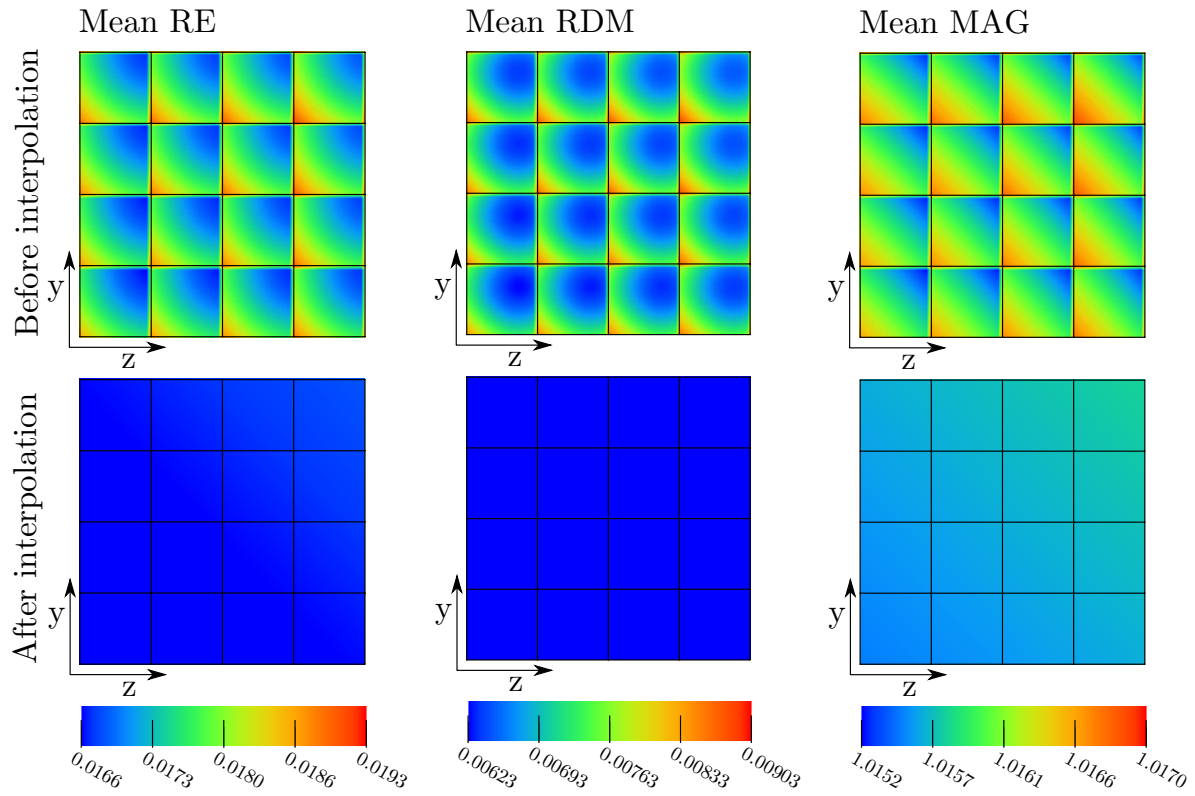 Mean RE
Mean RDM
Mean MAG
Before interpolation
y
z
y
z
y
z
After interpolation
y
z
y
z
y
z
0.0166 0.0173 0.0180 0.0186 0.0193
0.00623 0.00693 0.00763 0.00833 0.00903
1.0152 1.0157 1.0161 1.0166 1.0170